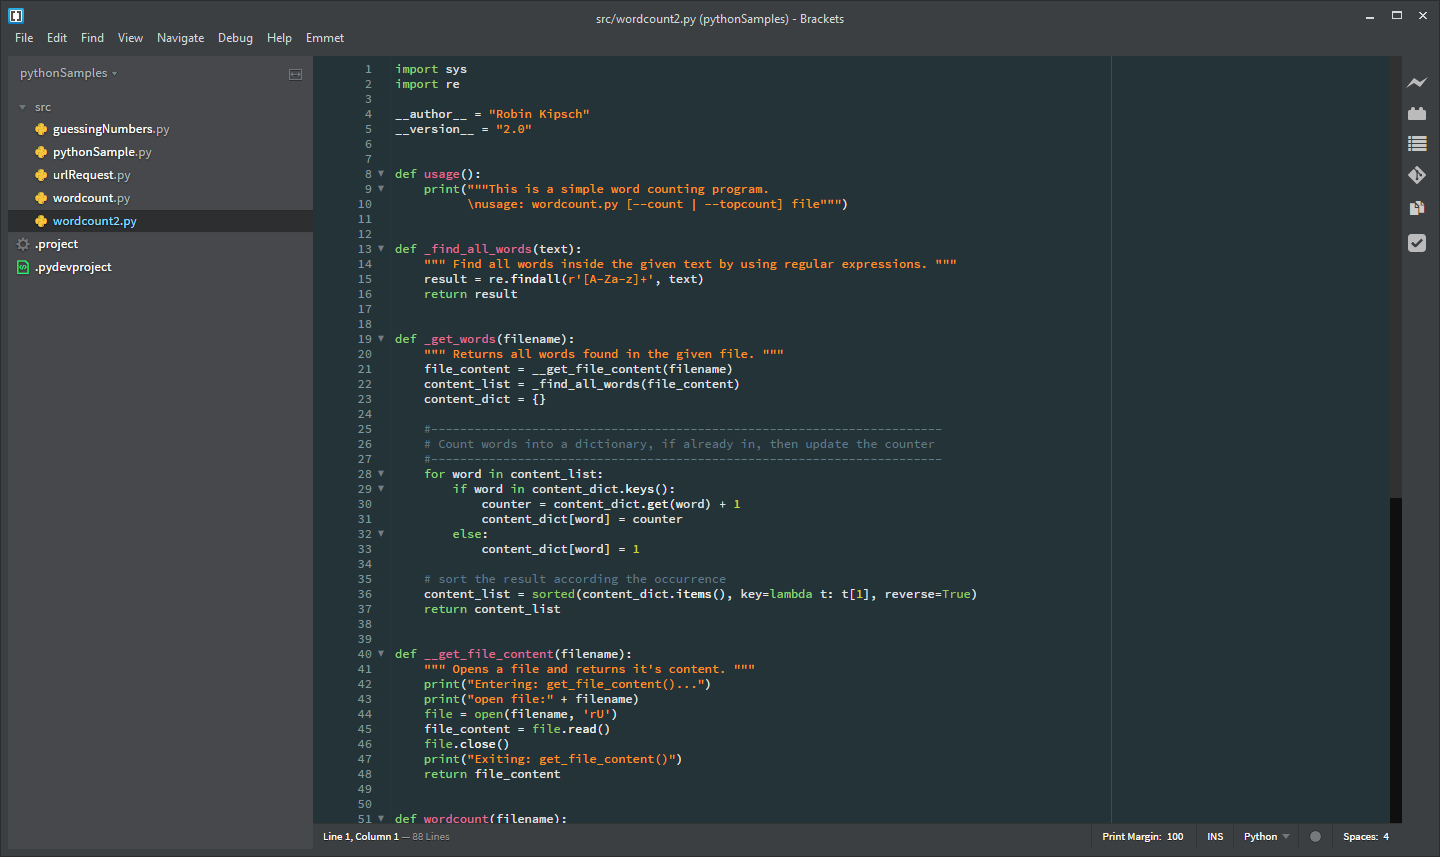 src/wordcount2.py (pythonSamples) - Brackets
File Edit Find View Navigate Debug Help Emmet
pythonSamples
src
guessingNumbers.py
pythonSample.py
urlRequest.py
wordcount.py
wordcount2.py
.project
.pydevproject
1 import sys
2 import re
3
4 __author__ = "Robin Kipsch"
5 __version__ = "2.0"
6
7
8 def usage():
9     print("""This is a simple word counting program.
10           \nusage: wordcount.py [--count | --topcount] file""")
11
12
13 def _find_all_words(text):
14     """ Find all words inside the given text by using regular expressions. """
15     result = re.findall(r'[A-Za-z]+', text)
16     return result
17
18
19 def _get_words(filename):
20     """ Returns all words found in the given file. """
21     file_content = __get_file_content(filename)
22     content_list = _find_all_words(file_content)
23     content_dict = {}
24
25     #-----------------------------------------------------------------------
26     # Count words into a dictionary, if already in, then update the counter
27     #-----------------------------------------------------------------------
28     for word in content_list:
29         if word in content_dict.keys():
30             counter = content_dict.get(word) + 1
31             content_dict[word] = counter
32         else:
33             content_dict[word] = 1
34
35     # sort the result according the occurrence
36     content_list = sorted(content_dict.items(), key=lambda t: t[1], reverse=True)
37     return content_list
38
39
40 def __get_file_content(filename):
41     """ Opens a file and returns it's content. """
42     print("Entering: get_file_content()...")
43     print("open file:" + filename)
44     file = open(filename, 'rU')
45     file_content = file.read()
46     file.close()
47     print("Exiting: get_file_content()")
48     return file_content
49
50
51 def wordcount(filename):
Line 1, Column 1 — 88 Lines
Print Margin: 100 INS Python Spaces: 4